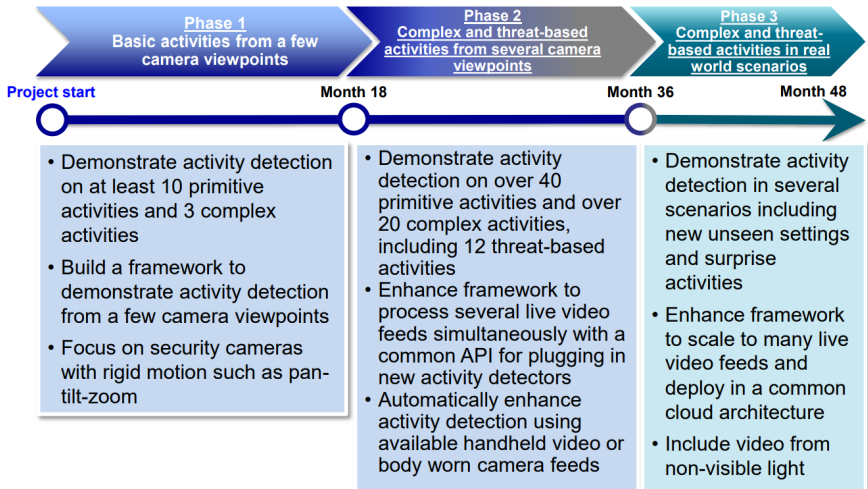 Phase 1
Basic activities from a few
camera viewpoints
Phase 2
Complex and threat-based
activities from several camera
viewpoints
Phase 3
Complex and threat-
based activities in real
world scenarios
Project start
Month 18
Month 36
Month 48
• Demonstrate activity detection
on at least 10 primitive
activities and 3 complex
activities
• Build a framework to
demonstrate activity detection
from a few camera viewpoints
• Focus on security cameras
with rigid motion such as pan-
tilt-zoom
• Demonstrate activity
detection on over 40
primitive activities and over
20 complex activities,
including 12 threat-based
activities
• Enhance framework to
process several live video
feeds simultaneously with a
common API for plugging in
new activity detectors
• Automatically enhance
activity detection using
available handheld video or
body worn camera feeds
• Demonstrate activity
detection in several
scenarios including
new unseen settings
and surprise
activities
• Enhance framework
to scale to many live
video feeds and
deploy in a common
cloud architecture
• Include video from
non-visible light